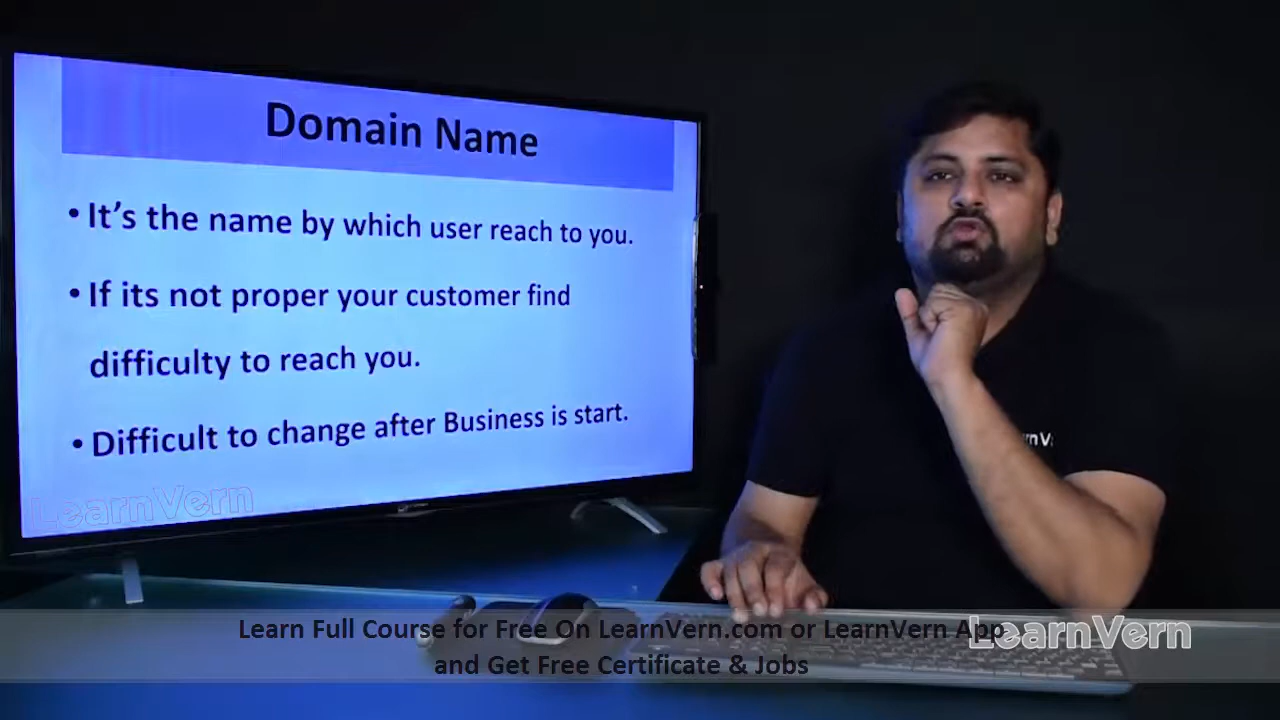 Domain Name
• It's the name by which user reach to you.
• If its not proper your customer find
difficulty to reach you.
• Difficult to change after Business is start.
LearnVern
Learn Full Course for Free On LearnVern.com or LearnVern App
and Get Free Certificate & Jobs
LearnVern